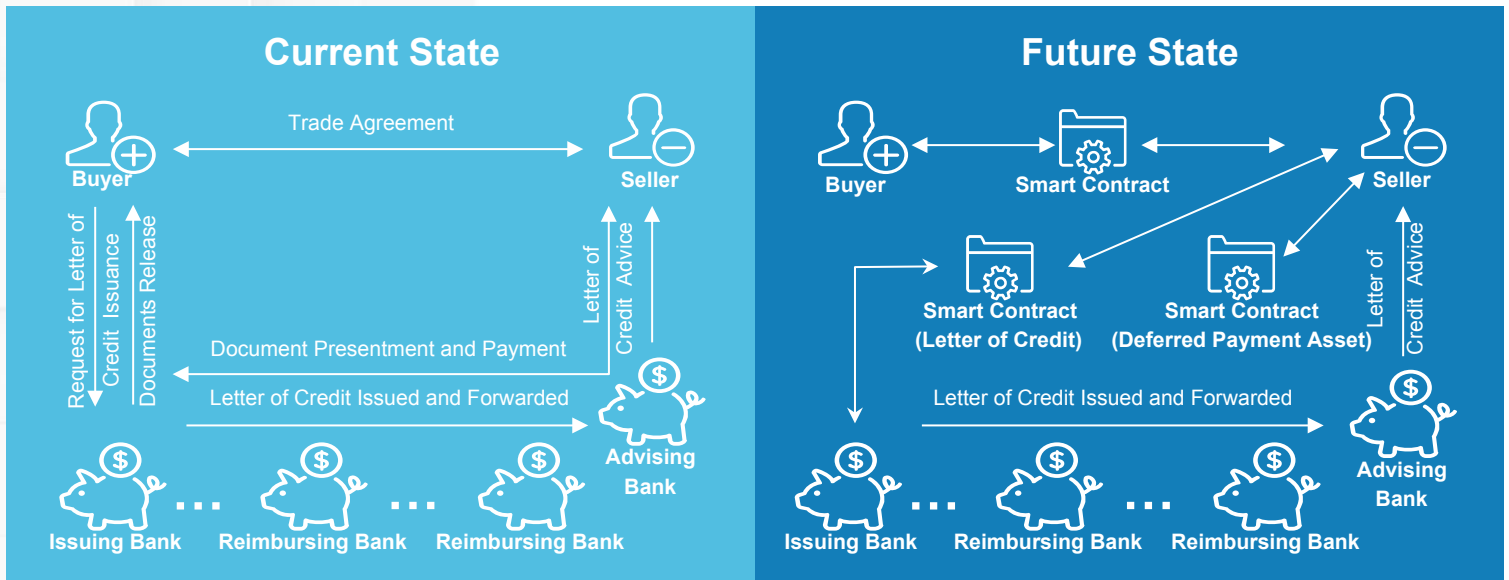 Current State
Trade Agreement
Buyer
Seller
Request for Letter of
Credit Issuance
Documents Release
Letter of
Credit Advice
Document Presentment and Payment
Letter of Credit Issued and Forwarded
$
Advising
Bank
$
$
$
...
...
Issuing Bank
Reimbursing Bank
Reimbursing Bank
Future State
Buyer
Smart Contract
Seller
Smart Contract
(Letter of Credit)
Smart Contract
(Deferred Payment Asset)
Letter of
Credit Advice
Letter of Credit Issued and Forwarded
$
Advising
Bank
$
$
$
...
...
Issuing Bank
Reimbursing Bank
Reimbursing Bank